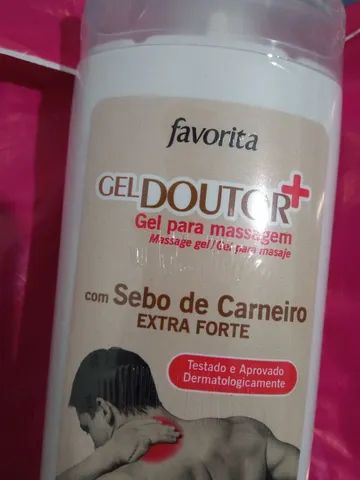 favorita
GEL DOUTOR+
Gel para massagem
Massage gel / Gel para masaje
com Sebo de Carneiro
EXTRA FORTE
Testado e Aprovado
Dermatologicamente